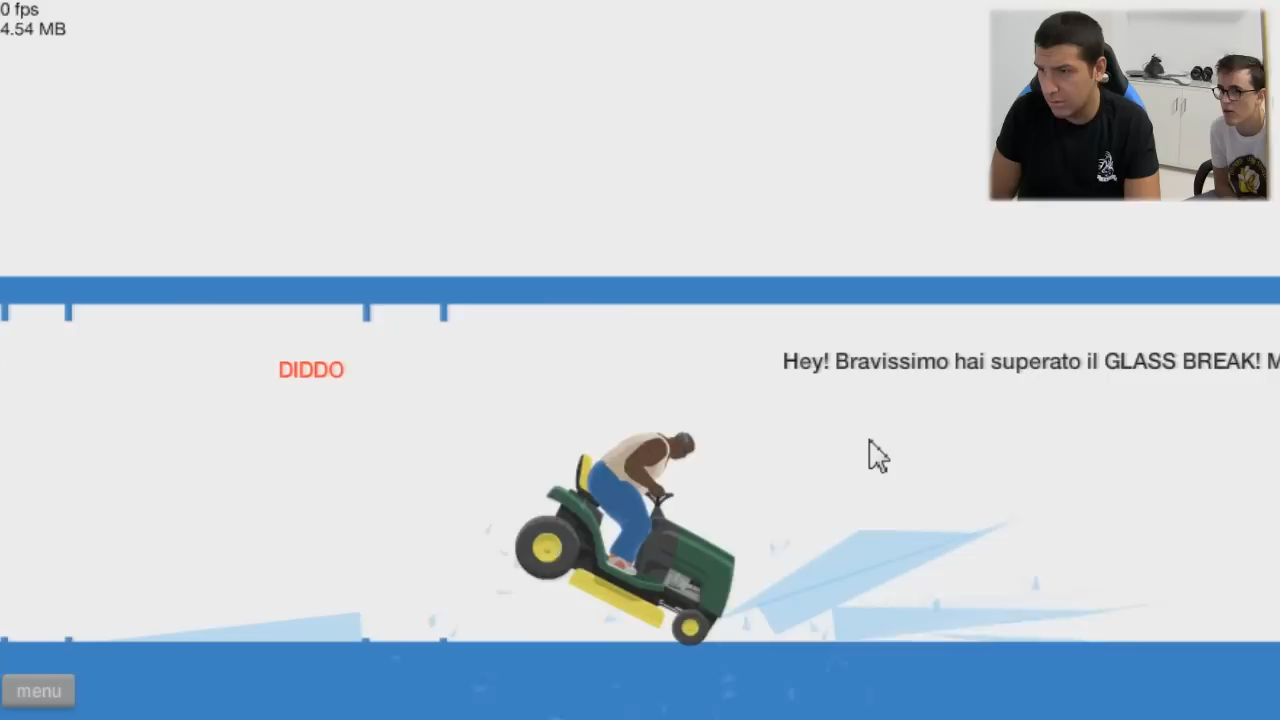 0 fps
4.54 MB
DIDDO
Hey! Bravissimo hai superato il GLASS BREAK! M
menu